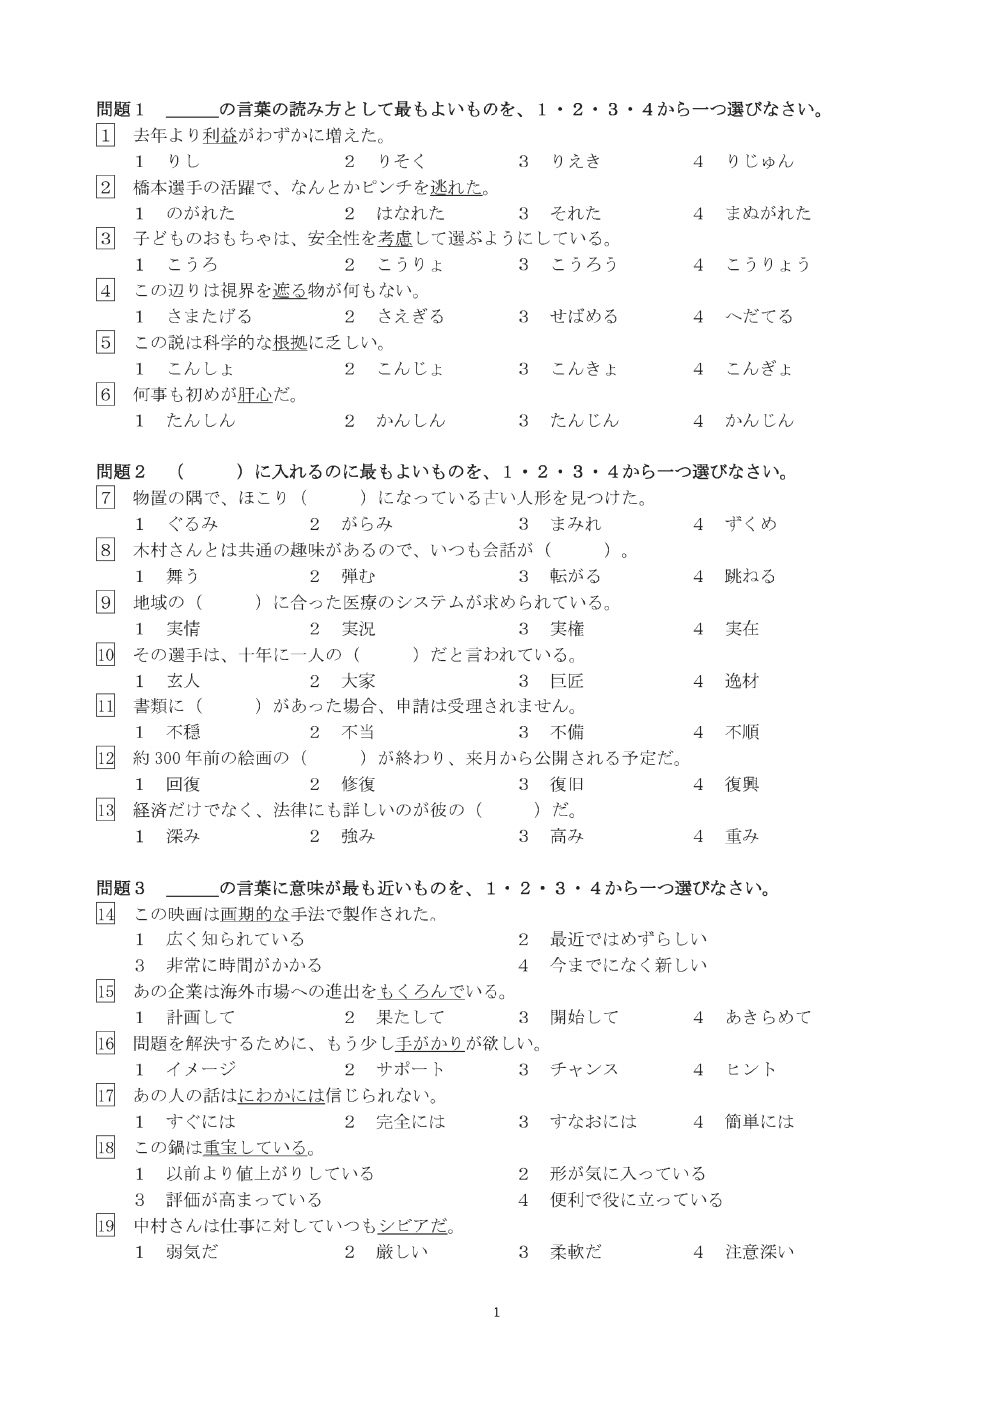 問題1　______の言葉の読み方として最もよいものを、1・2・3・4から一つ選びなさい。
1　去年より利益がわずかに増えた。
1　りし　2　りそく　3　りえき　4　りじゅん
2　橋本選手の活躍で、なんとかピンチを逃れた。
1　のがれた　2　はなれた　3　それた　4　まぬがれた
3　子どものおもちゃは、安全性を考慮して選ぶようにしている。
1　こうろ　2　こうりょ　3　こうろう　4　こうりょう
4　この辺りは視界を遮る物が何もない。
1　さまたげる　2　さえぎる　3　せばめる　4　へだてる
5　この説は科学的な根拠に乏しい。
1　こんしょ　2　こんじょ　3　こんきょ　4　こんぎょ
6　何事も初めが肝心だ。
1　たんしん　2　かんしん　3　たんじん　4　かんじん
問題2　（　　　）に入れるのに最もよいものを、1・2・3・4から一つ選びなさい。
7　物置の隅で、ほこり（　　　）になっている古い人形を見つけた。
1　ぐるみ　2　がらみ　3　まみれ　4　ずくめ
8　木村さんとは共通の趣味があるので、いつも会話が（　　　）。
1　舞う　2　弾む　3　転がる　4　跳ねる
9　地域の（　　　）に合った医療のシステムが求められている。
1　実情　2　実況　3　実権　4　実在
10　その選手は、十年に一人の（　　　）だと言われている。
1　玄人　2　大家　3　巨匠　4　逸材
11　書類に（　　　）があった場合、申請は受理されません。
1　不穏　2　不当　3　不備　4　不順
12　約300年前の絵画の（　　　）が終わり、来月から公開される予定だ。
1　回復　2　修復　3　復旧　4　復興
13　経済だけでなく、法律にも詳しいのが彼の（　　　）だ。
1　深み　2　強み　3　高み　4　重み
問題3　______の言葉に意味が最も近いものを、1・2・3・4から一つ選びなさい。
14　この映画は画期的な手法で製作された。
1　広く知られている　2　最近ではめずらしい
3　非常に時間がかかる　4　今までになく新しい
15　あの企業は海外市場への進出をもくろんでいる。
1　計画して　2　果たして　3　開始して　4　あきらめて
16　問題を解決するために、もう少し手がかりが欲しい。
1　イメージ　2　サポート　3　チャンス　4　ヒント
17　あの人の話はにわかには信じられない。
1　すぐには　2　完全には　3　すなおには　4　簡単には
18　この鍋は重宝している。
1　以前より値上がりしている　2　形が気に入っている
3　評価が高まっている　4　便利で役に立っている
19　中村さんは仕事に対していつもシビアだ。
1　弱気だ　2　厳しい　3　柔軟だ　4　注意深い
1